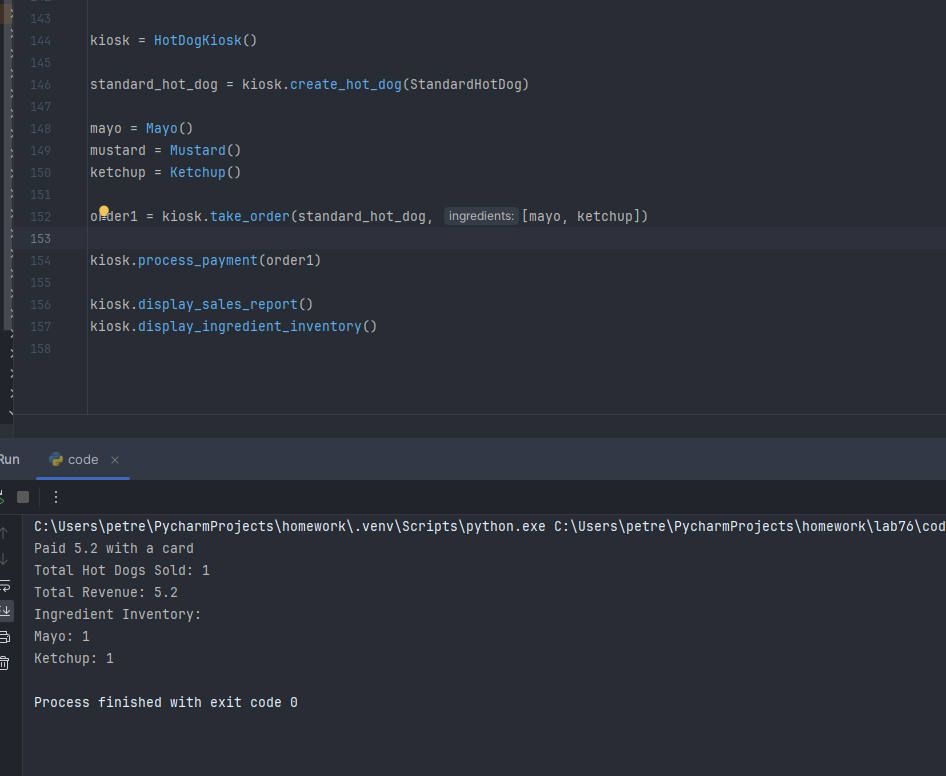 143
144 kiosk = HotDogKiosk()
145
146 standard_hot_dog = kiosk.create_hot_dog(StandardHotDog)
147
148 mayo = Mayo()
149 mustard = Mustard()
150 ketchup = Ketchup()
151
152 order1 = kiosk.take_order(standard_hot_dog, ingredients: [mayo, ketchup])
153
154 kiosk.process_payment(order1)
155
156 kiosk.display_sales_report()
157 kiosk.display_ingredient_inventory()
158
Run code ×
C:\Users\petre\PycharmProjects\homework\.venv\Scripts\python.exe C:\Users\petre\PycharmProjects\homework\lab76\cod
Paid 5.2 with a card
Total Hot Dogs Sold: 1
Total Revenue: 5.2
Ingredient Inventory:
Mayo: 1
Ketchup: 1
Process finished with exit code 0